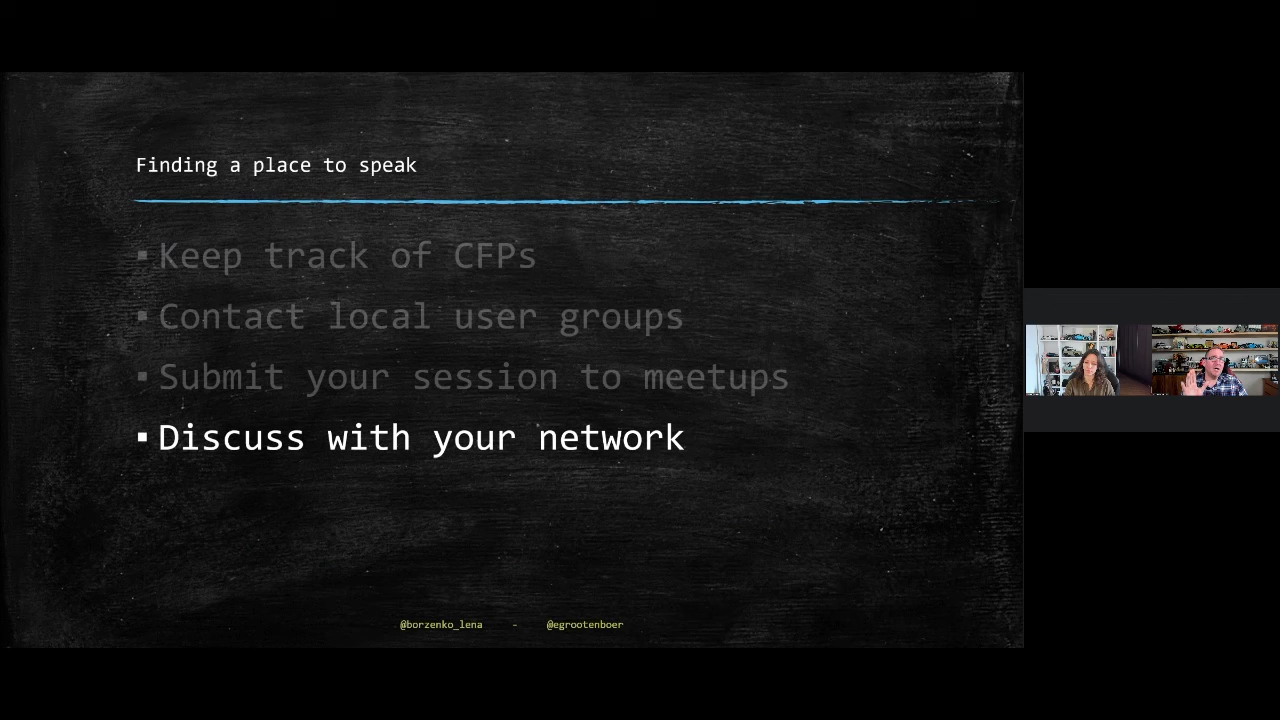 Finding a place to speak
▪ Keep track of CFPs
▪ Contact local user groups
▪ Submit your session to meetups
▪ Discuss with your network
@borzenko_lena - @egrootenboer